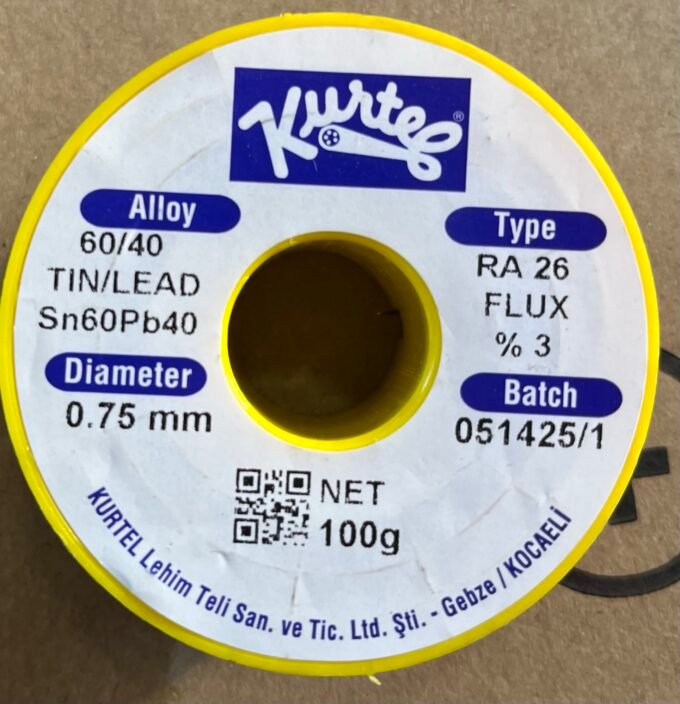 Kurtel®
Alloy
60/40
TIN/LEAD
Sn60Pb40
Diameter
0.75 mm
Type
RA 26
FLUX
% 3
Batch
051425/1
NET
100g
KURTEL Lehim Teli San. ve Tic. Ltd. Şti. - Gebze / KOCAELİ